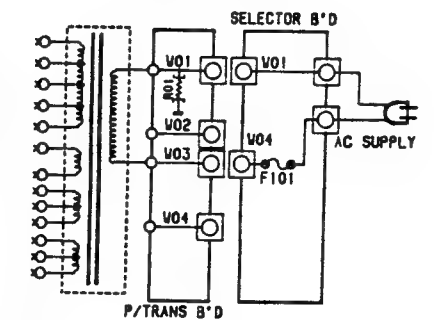 SELECTOR B'D
W01
R01
W01
W02
W03
W04
F101
AC SUPPLY
W04
P/TRANS B'D